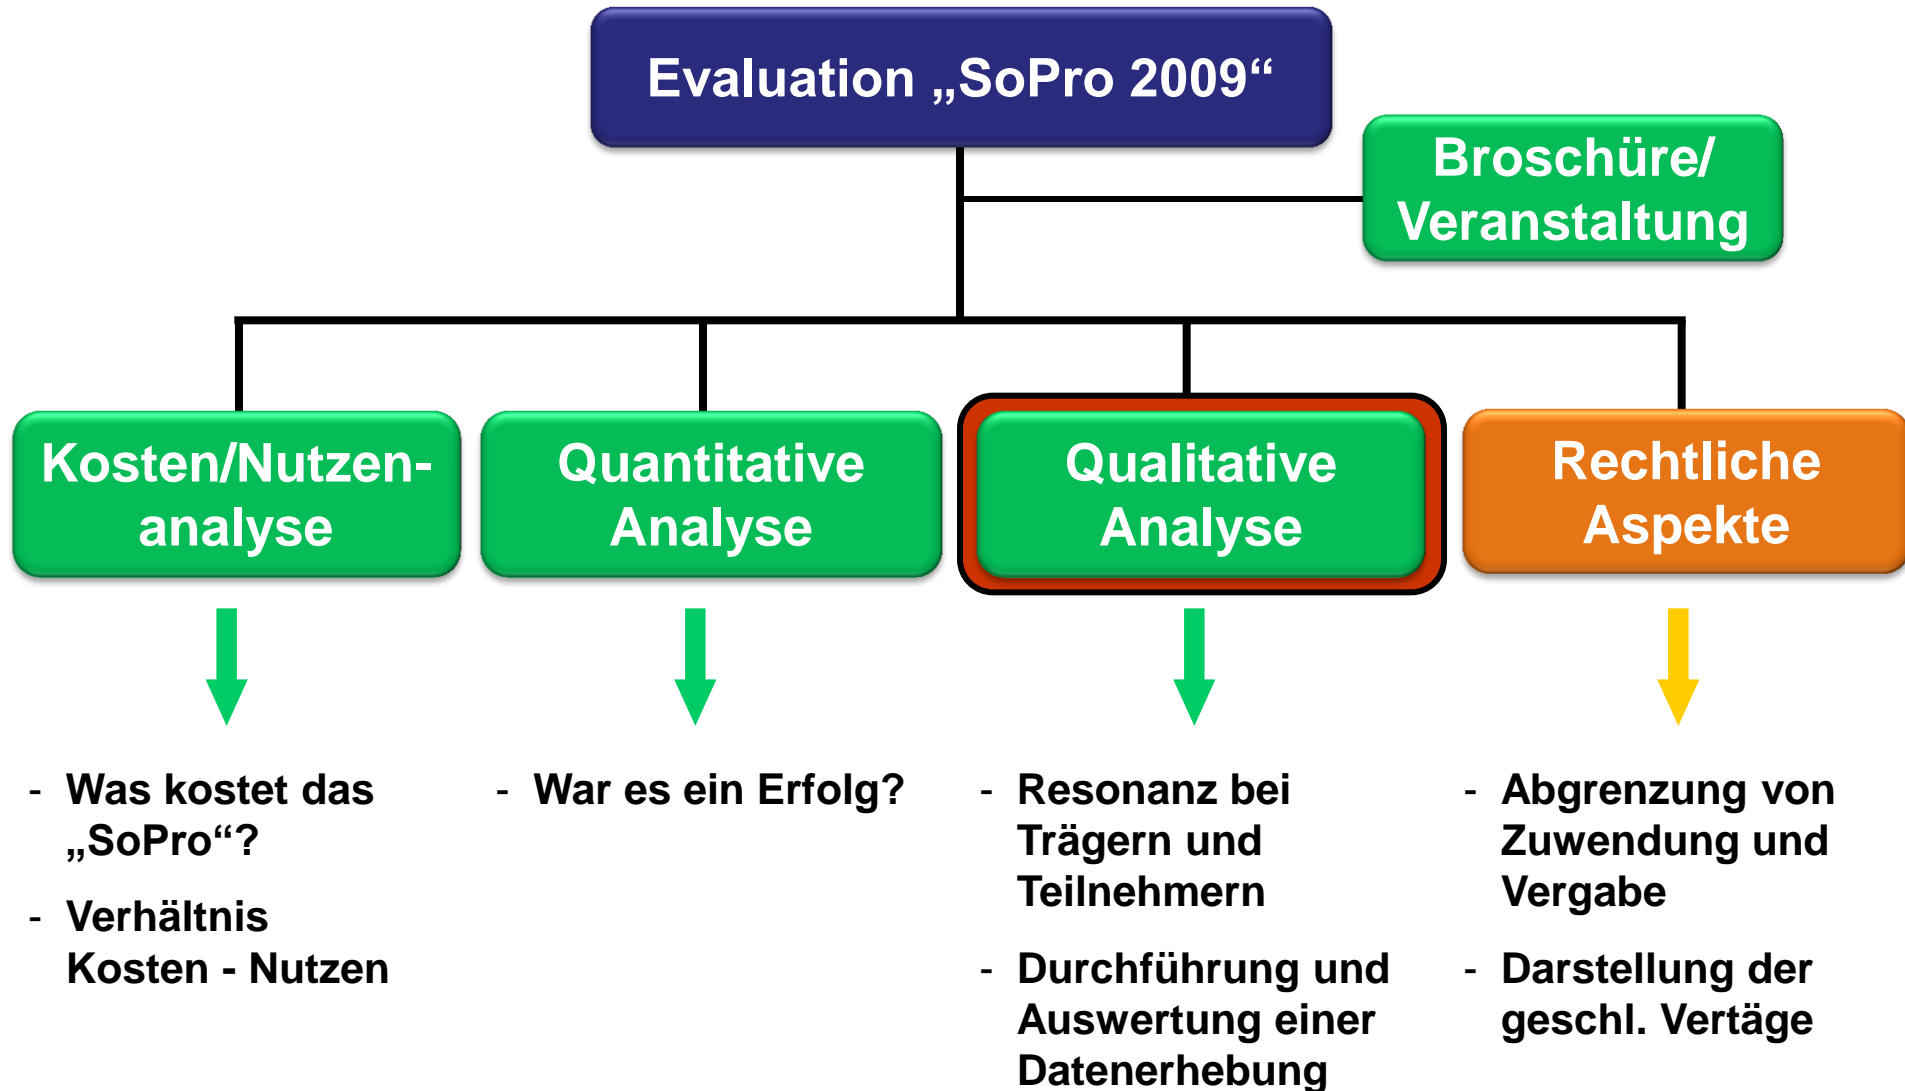 Evaluation „SoPro 2009“
Broschüre/
Veranstaltung
Kosten/Nutzen-
analyse
Quantitative
Analyse
Qualitative
Analyse
Rechtliche
Aspekte
- Was kostet das
„SoPro“?
- Verhältnis
Kosten - Nutzen
- War es ein Erfolg?
- Resonanz bei
Trägern und
Teilnehmern
- Durchführung und
Auswertung einer
Datenerhebung
- Abgrenzung von
Zuwendung und
Vergabe
- Darstellung der
geschl. Vertäge